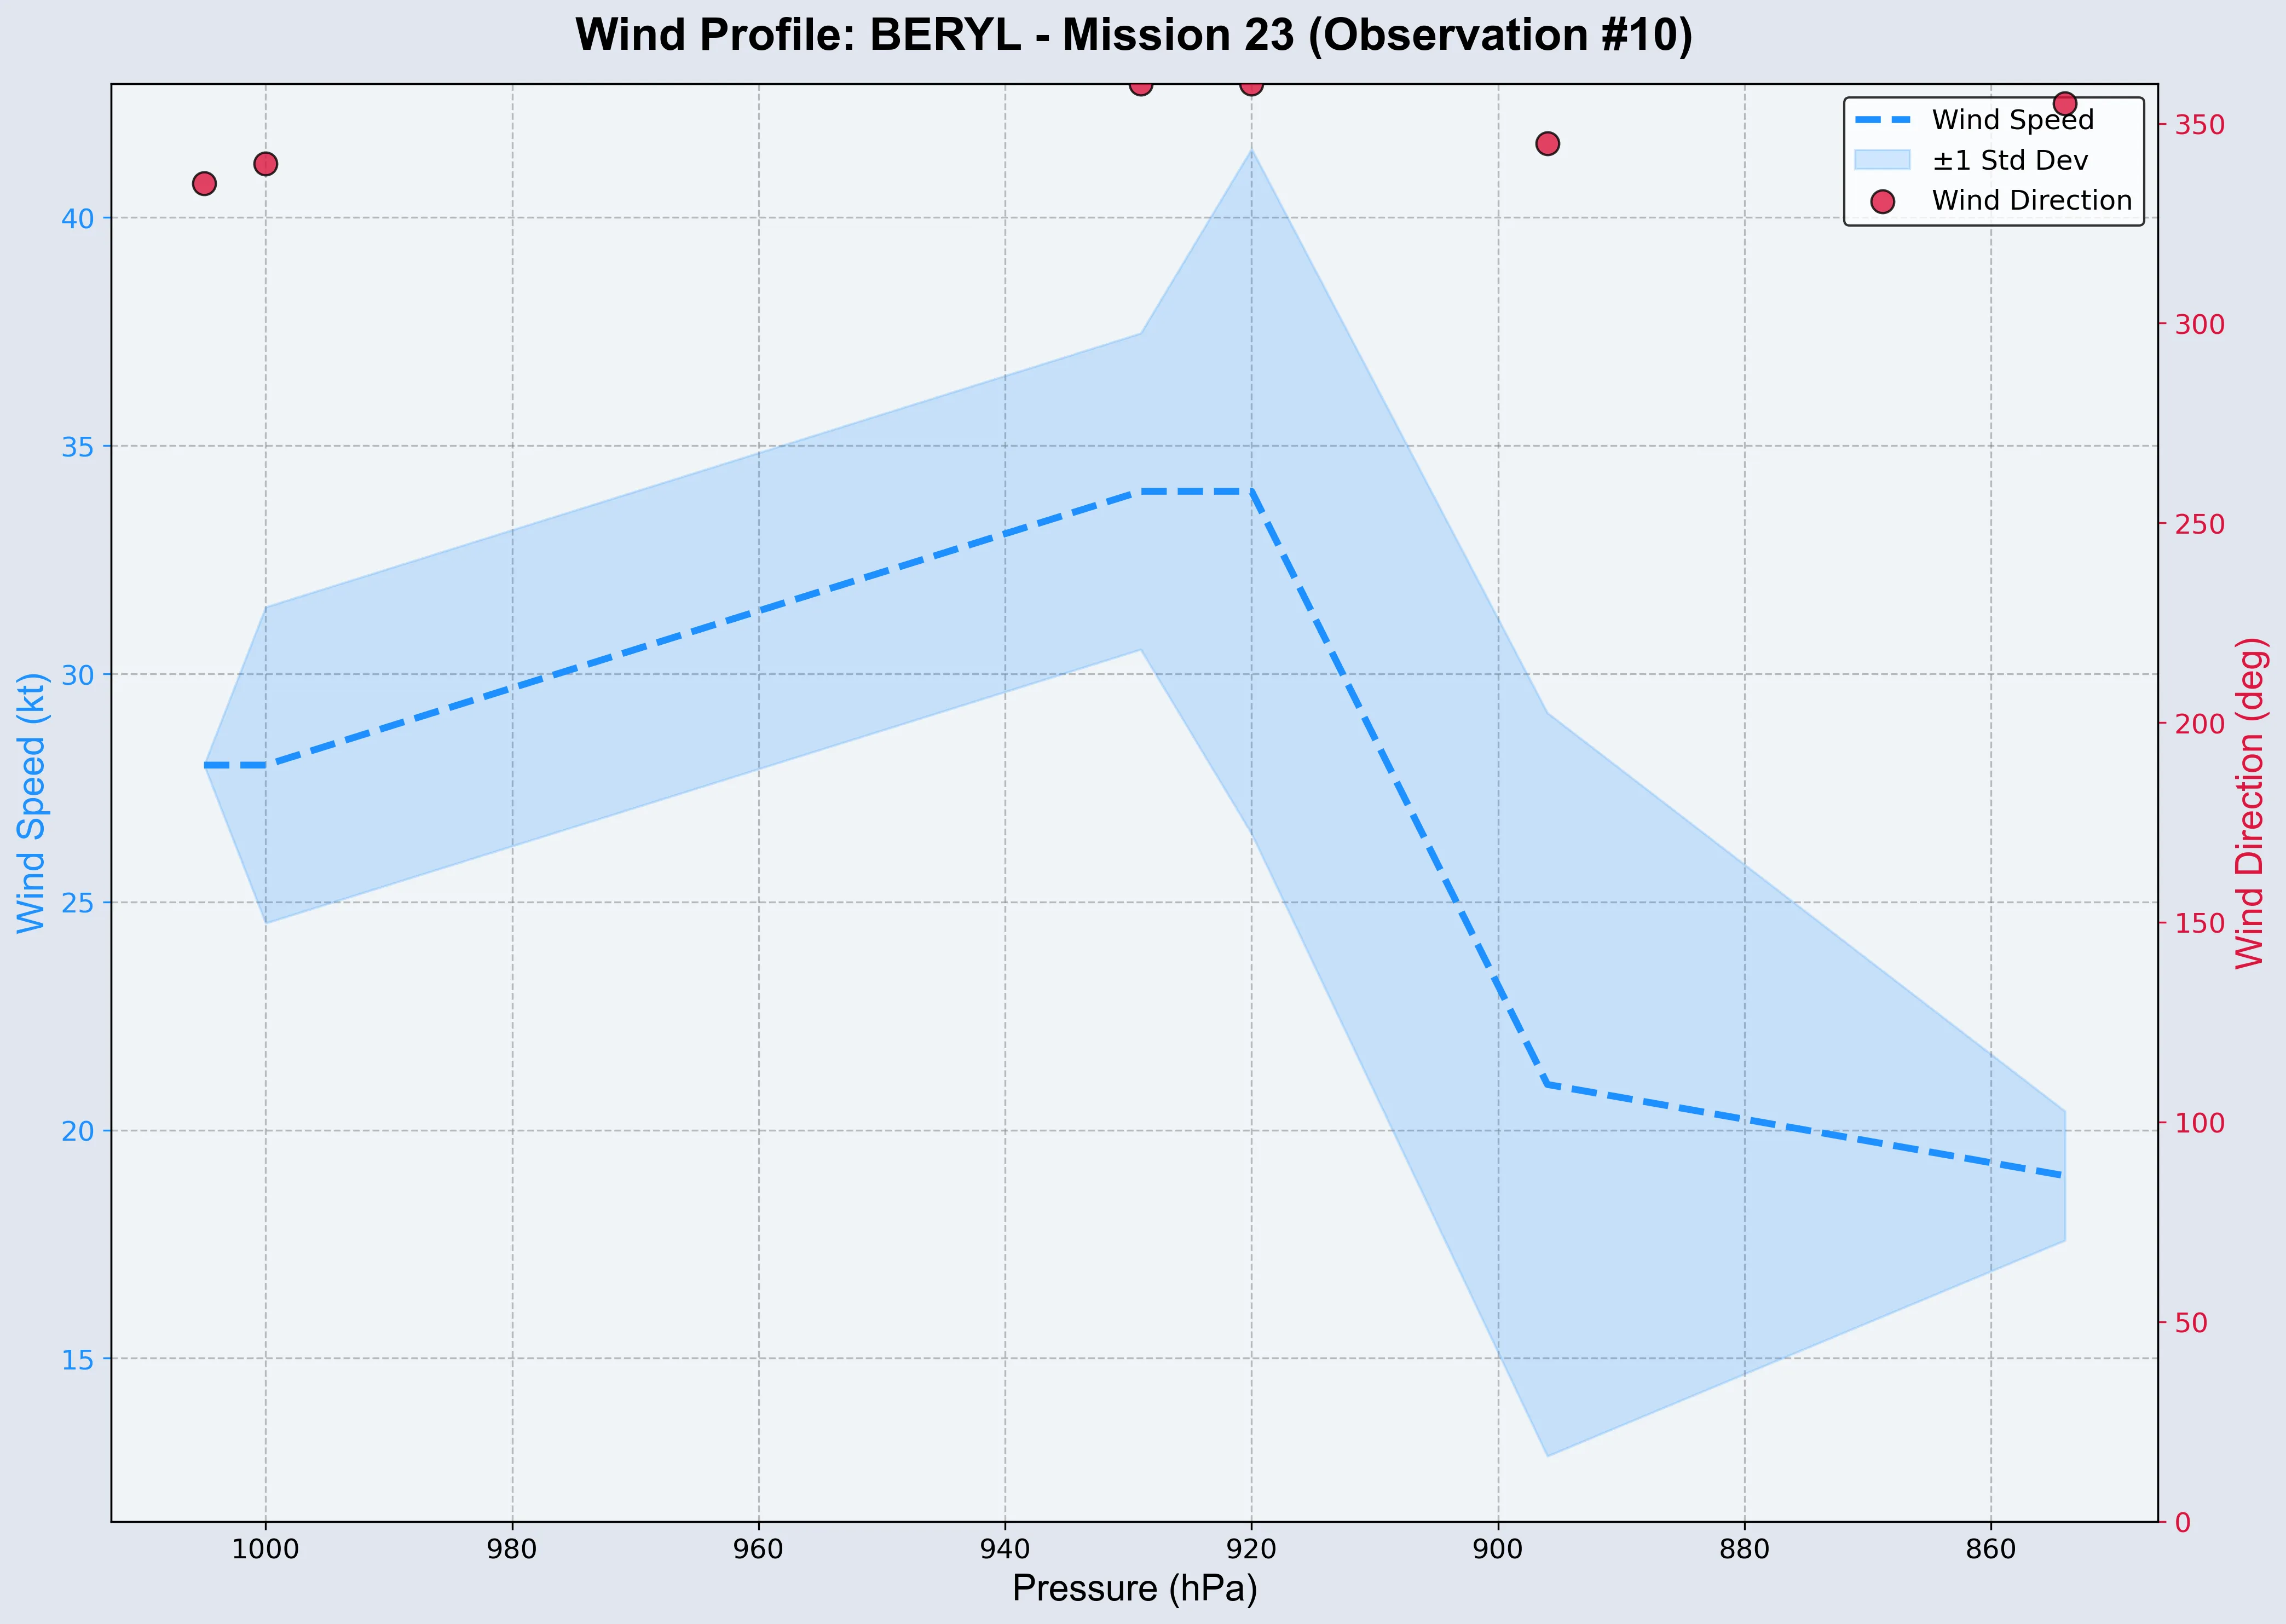 Wind Profile: BERYL - Mission 23 (Observation #10)
Wind Speed
±1 Std Dev
Wind Direction
Wind Speed (kt)
40
35
30
25
20
15
350
300
250
200
150
100
50
0
Wind Direction (deg)
1000 980 960 940 920 900 880 860
Pressure (hPa)